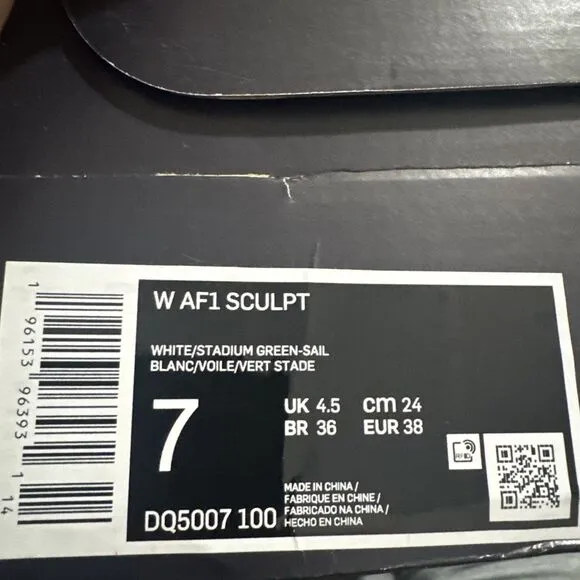 W AF1 SCULPT
WHITE/STADIUM GREEN-SAIL
BLANC/VOILE/VERT STADE
7
UK 4.5 cm 24
BR 36 EUR 38
MADE IN CHINA /
FABRIQUE EN CHINE /
FABRICADO NA CHINA /
HECHO EN CHINA
DQ5007 100
RFID
1 96153 96393 1 14